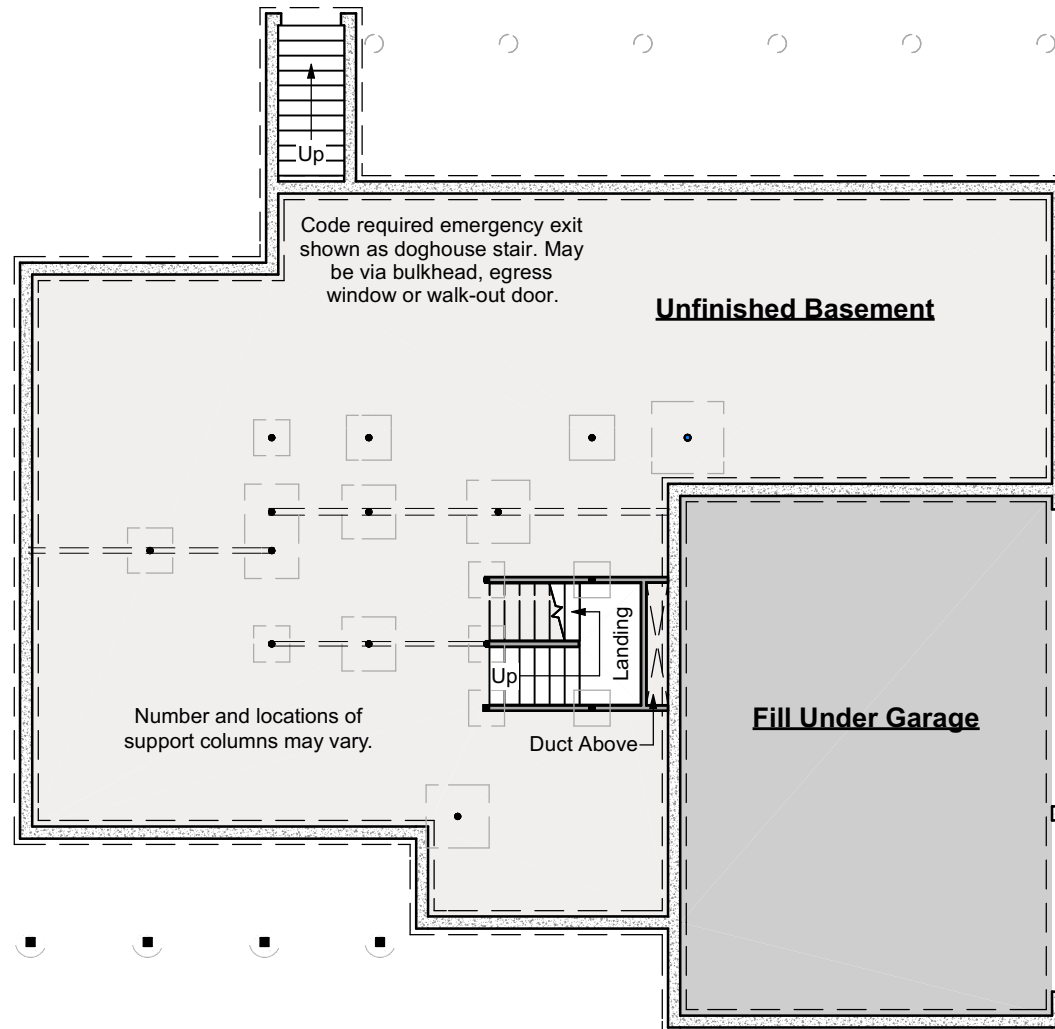 Up
Code required emergency exit
shown as doghouse stair. May
be via bulkhead, egress
window or walk-out door.
Unfinished Basement
Landing
Up
Number and locations of
support columns may vary.
Duct Above
Fill Under Garage